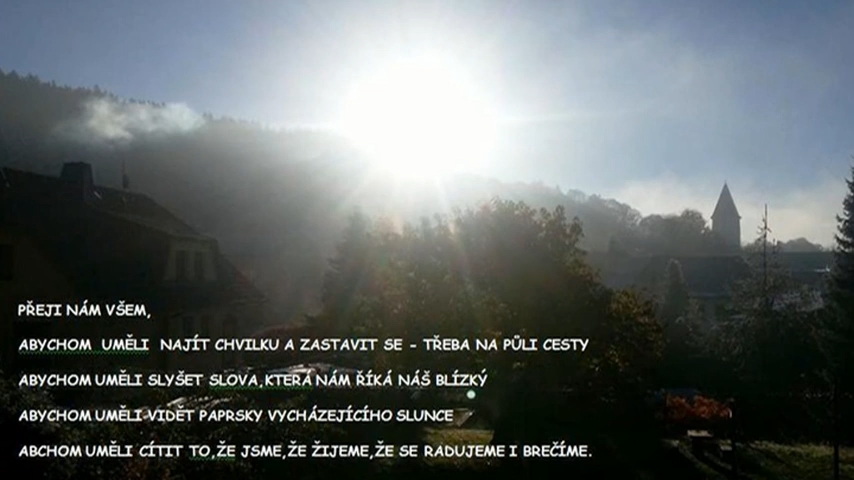 PŘEJI NÁM VŠEM,
ABYCHOM UMĚLI NAJÍT CHVILKU A ZASTAVIT SE - TŘEBA NA PŮLI CESTY
ABYCHOM UMĚLI SLYŠET SLOVA,KTERÁ NÁM ŘÍKÁ NÁŠ BLÍZKÝ
ABYCHOM UMĚLI VIDĚT PAPRSKY VYCHÁZEJÍCÍHO SLUNCE
ABCHOM UMĚLI CÍTIT TO,ŽE JSME,ŽE ŽIJEME,ŽE SE RADUJEME I BREČÍME.